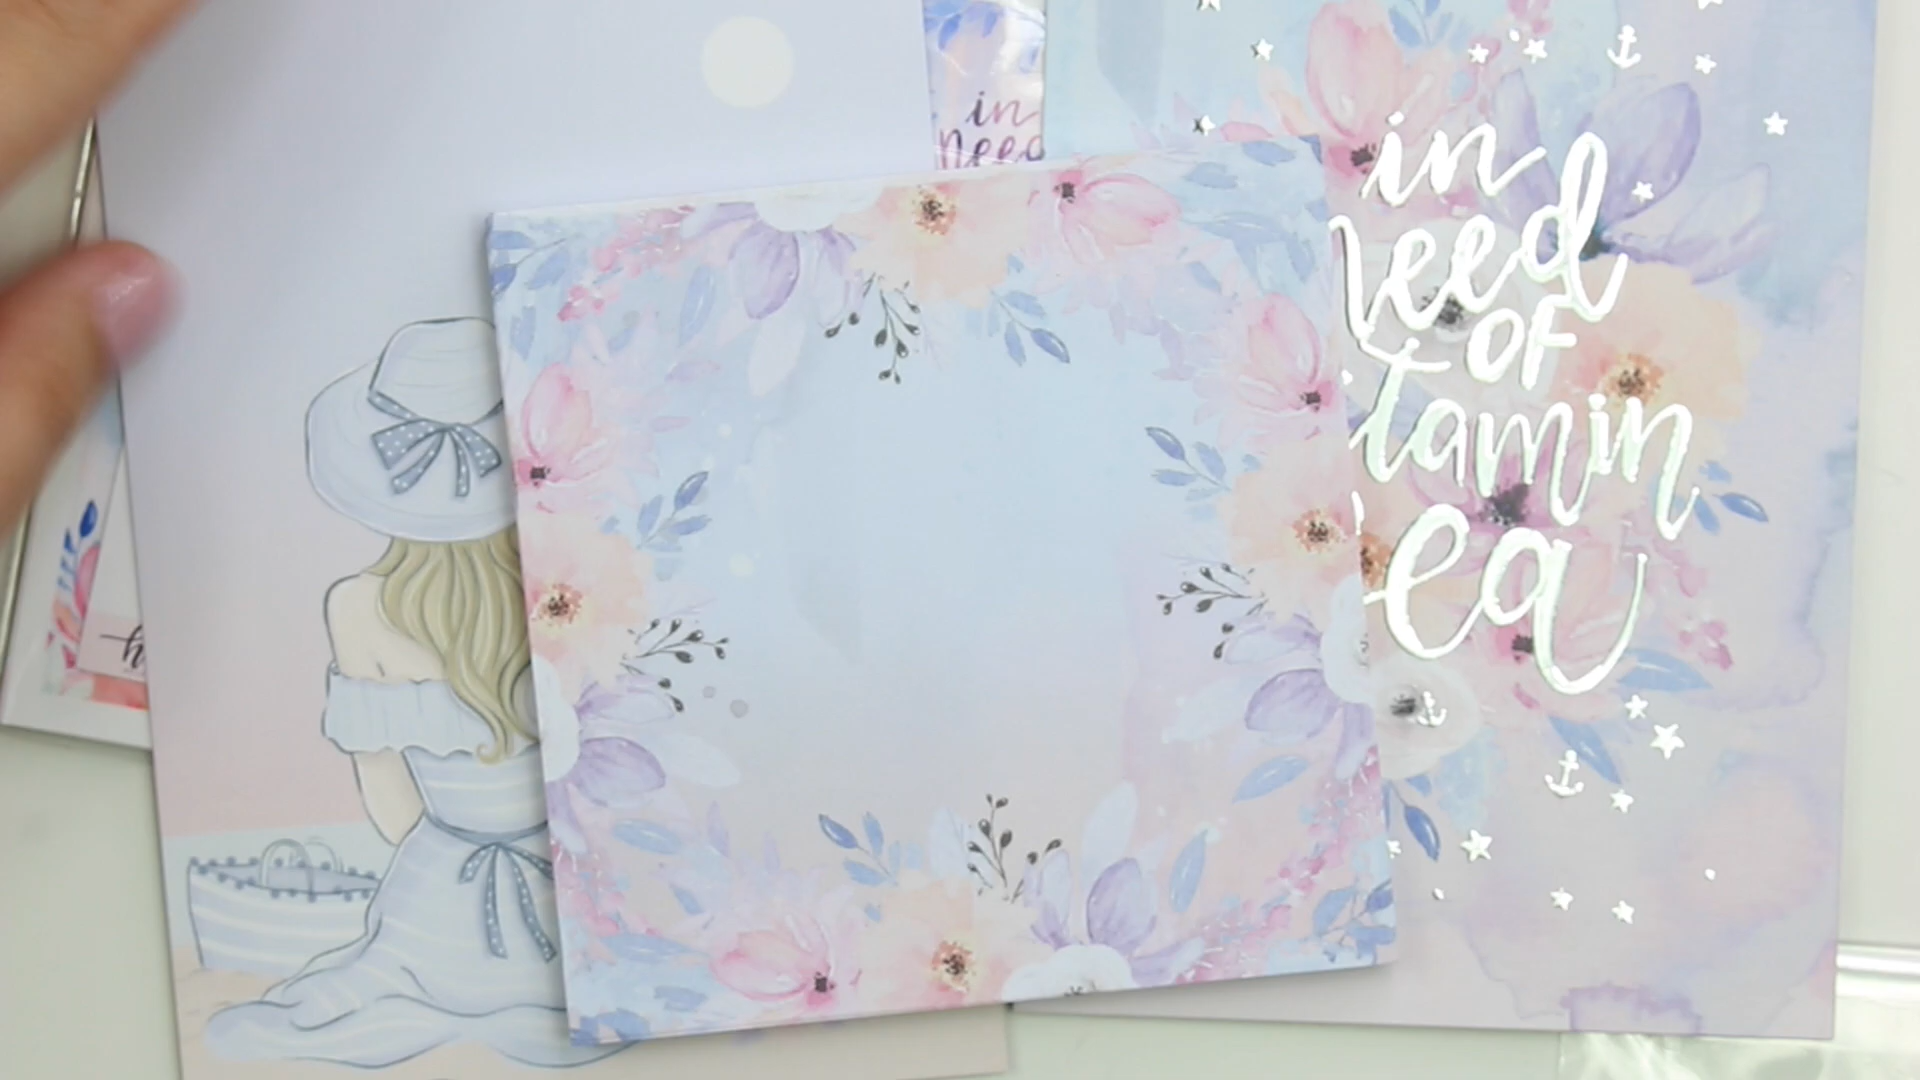 in
need
in
need
of
tamin
ea
h